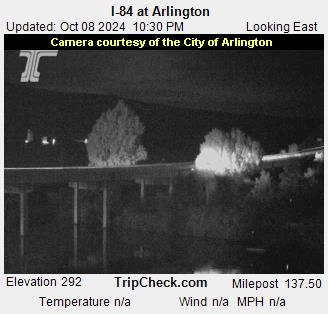 I-84 at Arlington
Updated: Oct 08 2024 10:30 PM Looking East
Camera courtesy of the City of Arlington
Elevation 292 TripCheck.com Milepost 137.50
Temperature n/a Wind n/a MPH n/a